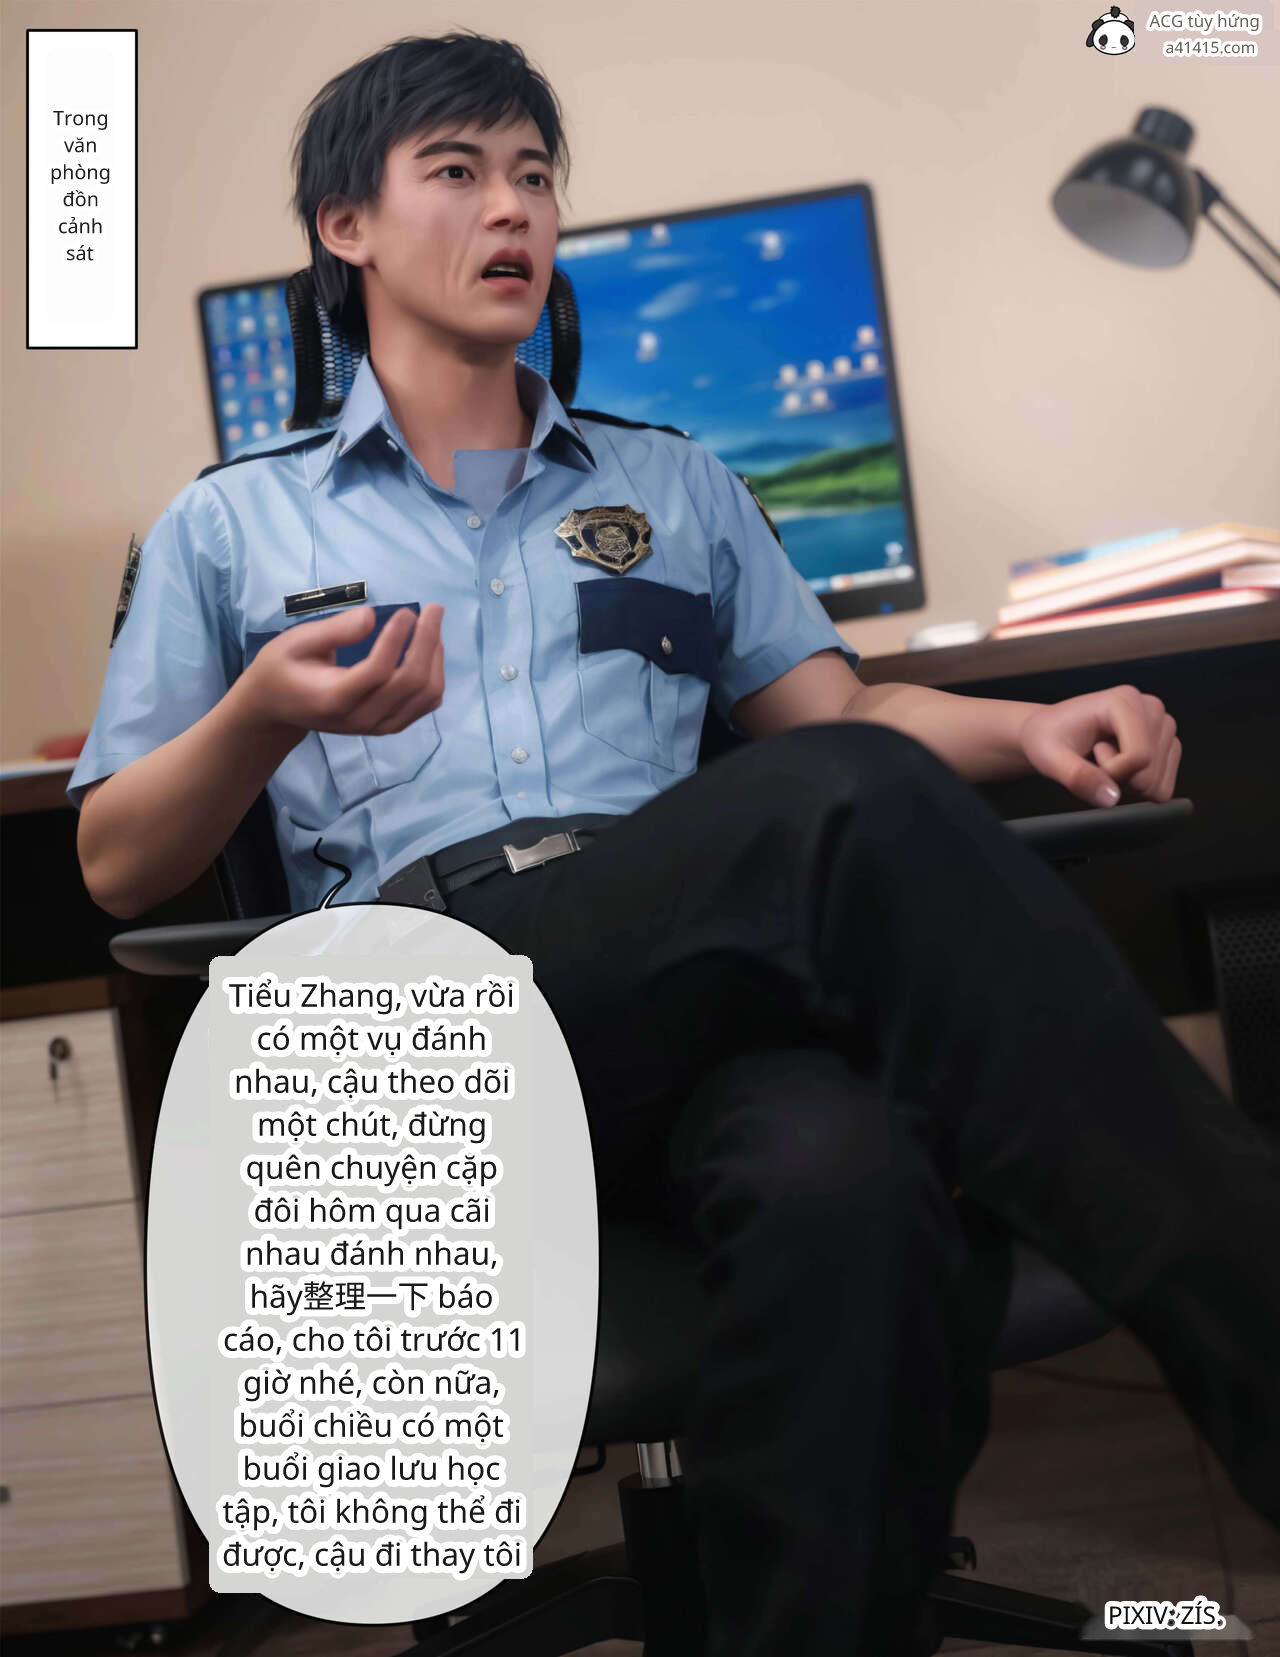 ACG tùy hứng
a41415.com
Trong
văn
phòng
đồn
cảnh
sát
Tiểu Zhang, vừa rồi
có một vụ đánh
nhau, cậu theo dõi
một chút, đừng
quên chuyện cặp
đôi hôm qua cãi
nhau đánh nhau,
hãy整理一下 báo
cáo, cho tôi trước 11
giờ nhé, còn nữa,
buổi chiều có một
buổi giao lưu học
tập, tôi không thể đi
được, cậu đi thay tôi
PIXIV: ZÍS.